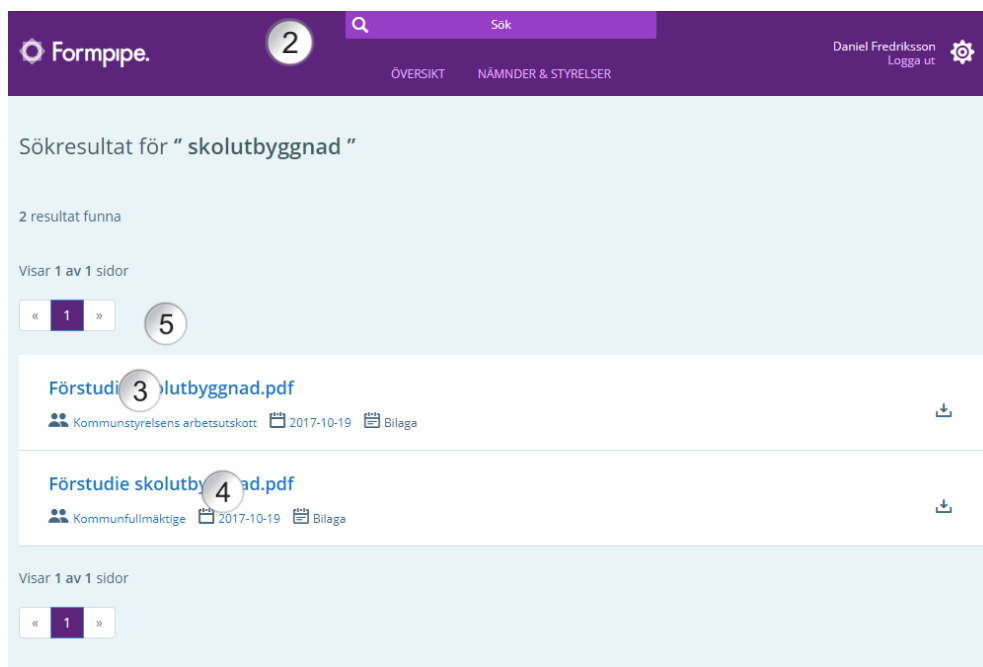 Formpipe.
2
Sök
ÖVERSIKT NÄMNDER & STYRELSER
Daniel Fredriksson
Logga ut
Sökresultat för “ skolutbyggnad ”
2 resultat funna
Visar 1 av 1 sidor
« 1 »
5
Förstudi 3 olutbyggnad.pdf
Kommunstyrelsens arbetsutskott 2017-10-19 Bilaga
Förstudie skolutby 4 ad.pdf
Kommunfullmäktige 2017-10-19 Bilaga
Visar 1 av 1 sidor
« 1 »